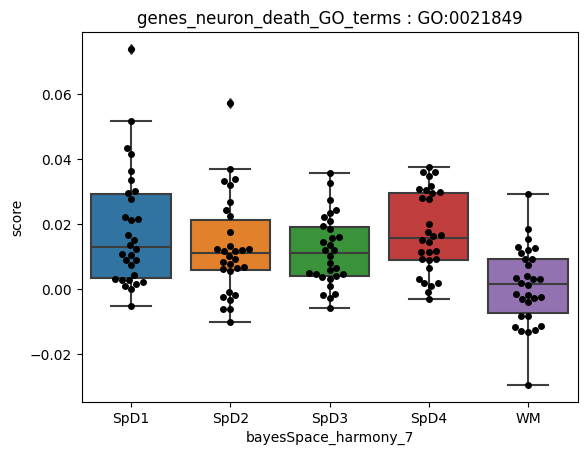 genes_neuron_death_GO_terms : GO:0021849
score
0.06
0.04
0.02
0.00
−0.02
SpD1 SpD2 SpD3 SpD4 WM
bayesSpace_harmony_7